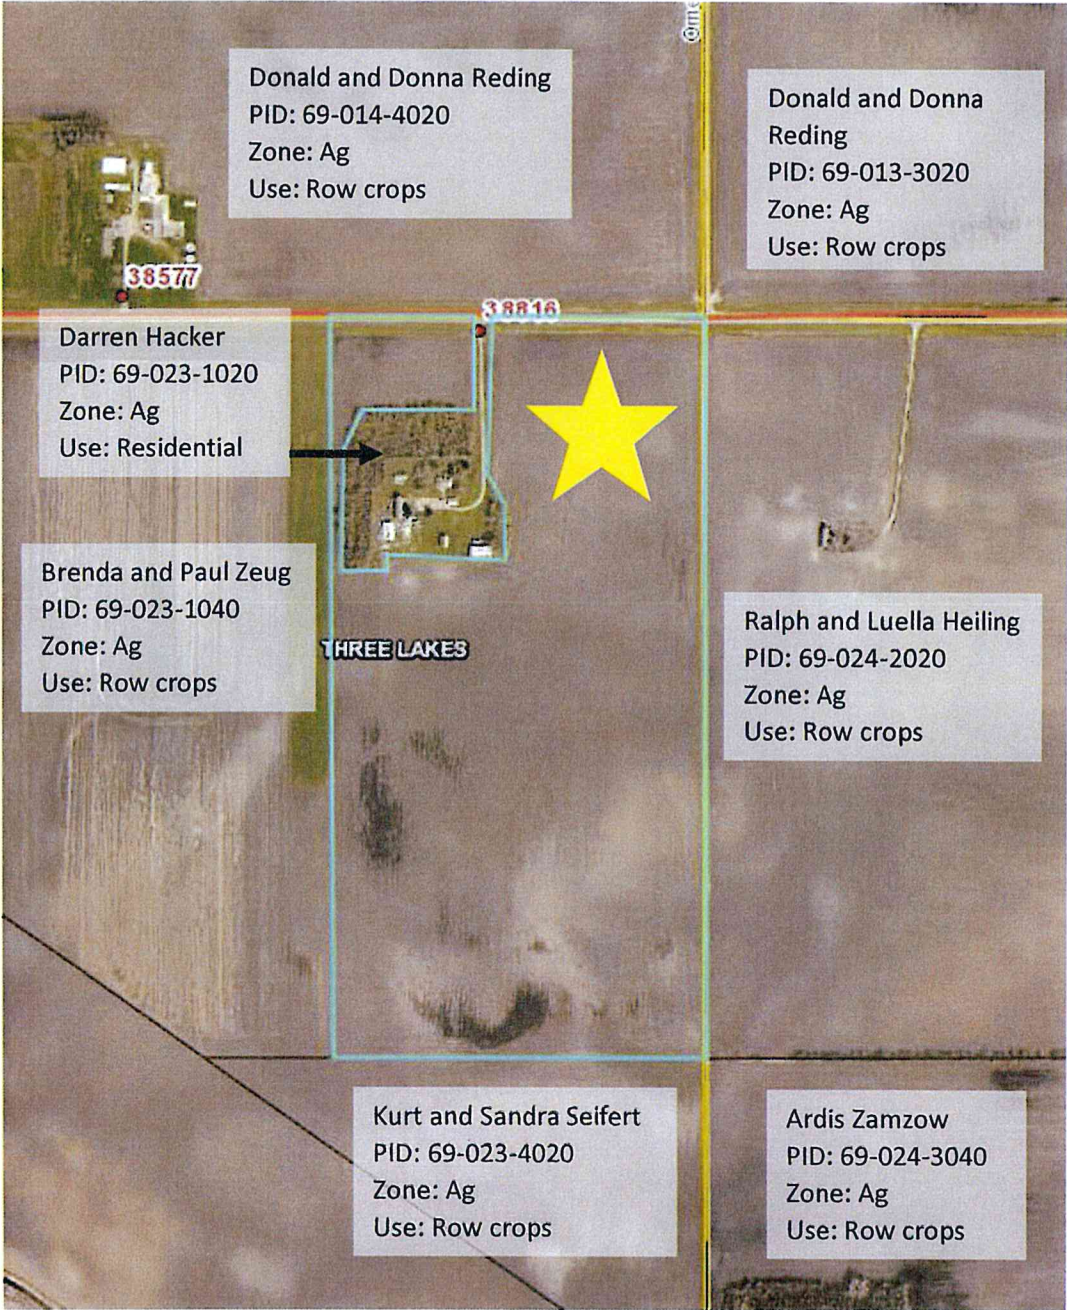 Donald and Donna Reding
PID: 69-014-4020
Zone: Ag
Use: Row crops
Donald and Donna
Reding
PID: 69-013-3020
Zone: Ag
Use: Row crops
38577
38816
Darren Hacker
PID: 69-023-1020
Zone: Ag
Use: Residential
Brenda and Paul Zeug
PID: 69-023-1040
Zone: Ag
Use: Row crops
THREE LAKES
Ralph and Luella Heiling
PID: 69-024-2020
Zone: Ag
Use: Row crops
Kurt and Sandra Seifert
PID: 69-023-4020
Zone: Ag
Use: Row crops
Ardis Zamzow
PID: 69-024-3040
Zone: Ag
Use: Row crops